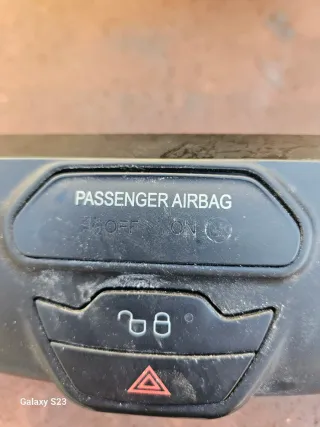 PASSENGER AIRBAG
OFF ON
Galaxy S23